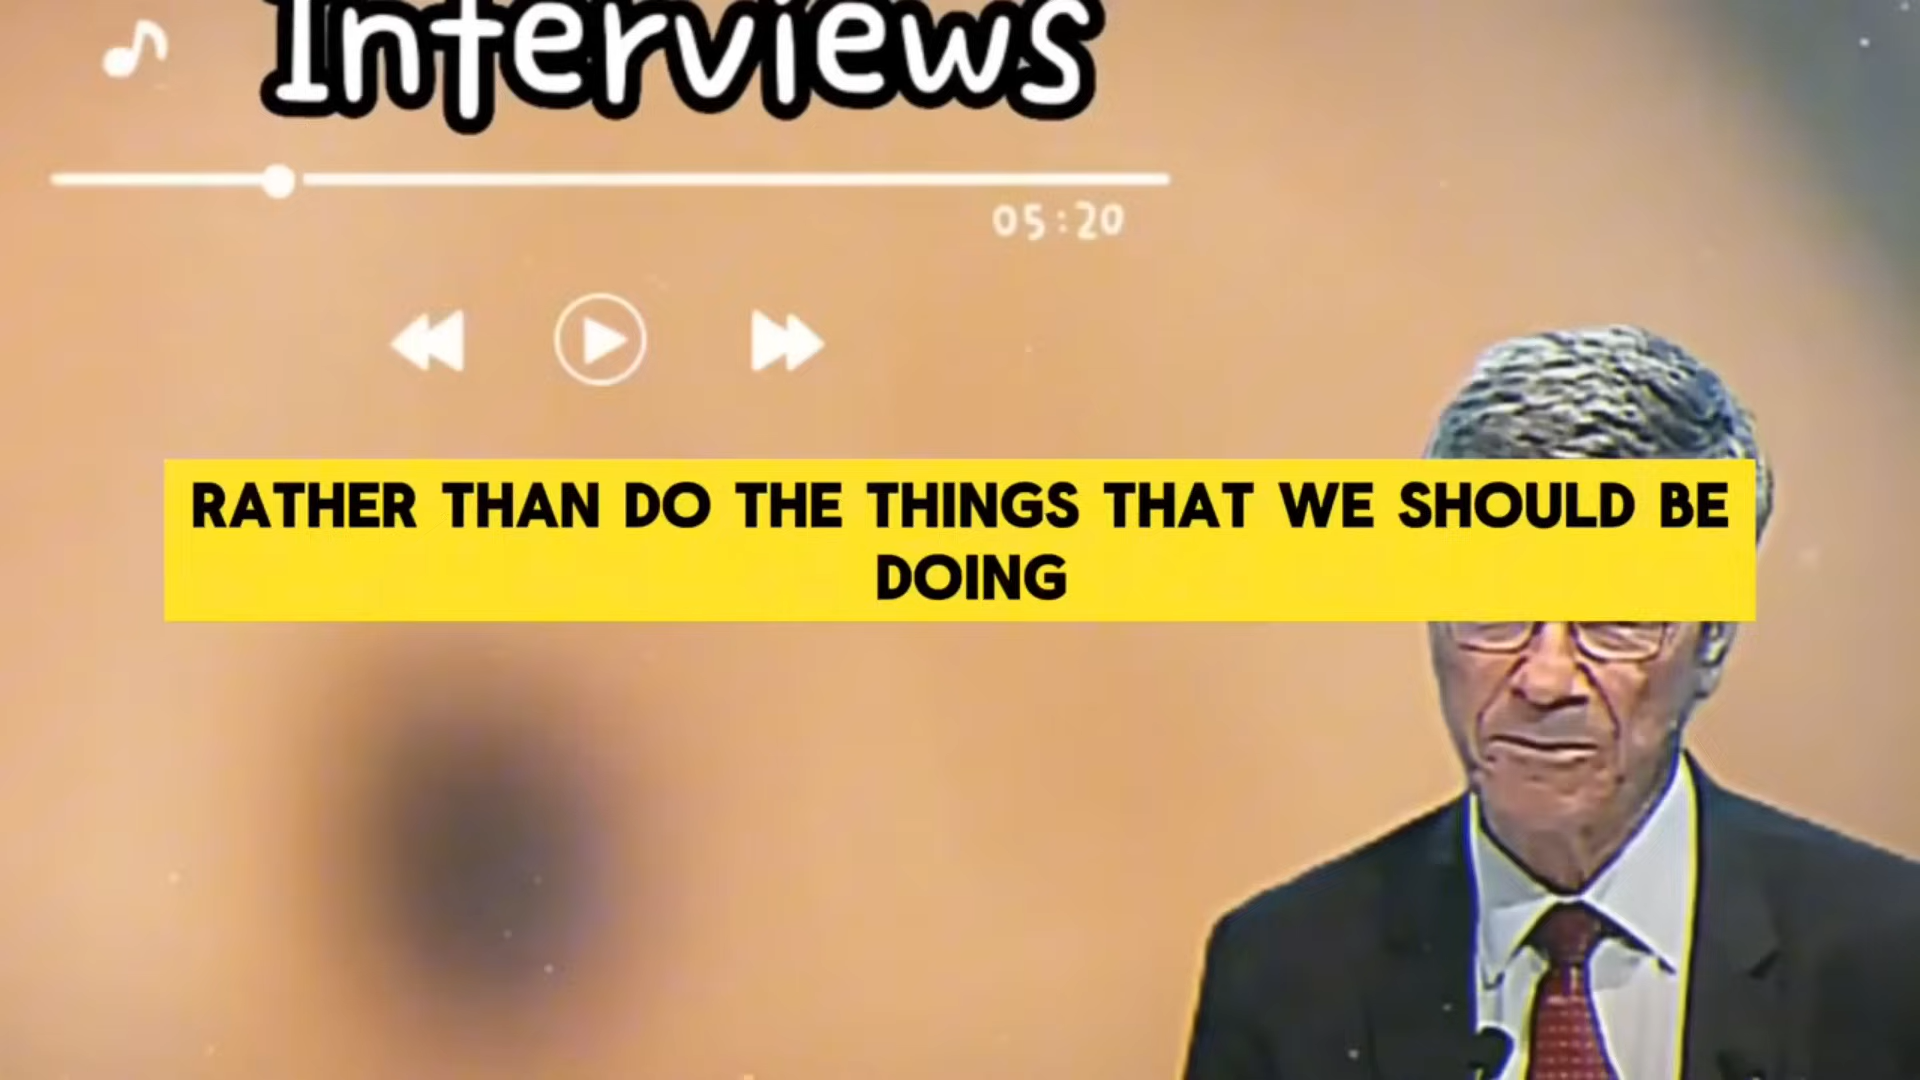 Interviews
05:20
RATHER THAN DO THE THINGS THAT WE SHOULD BE
DOING